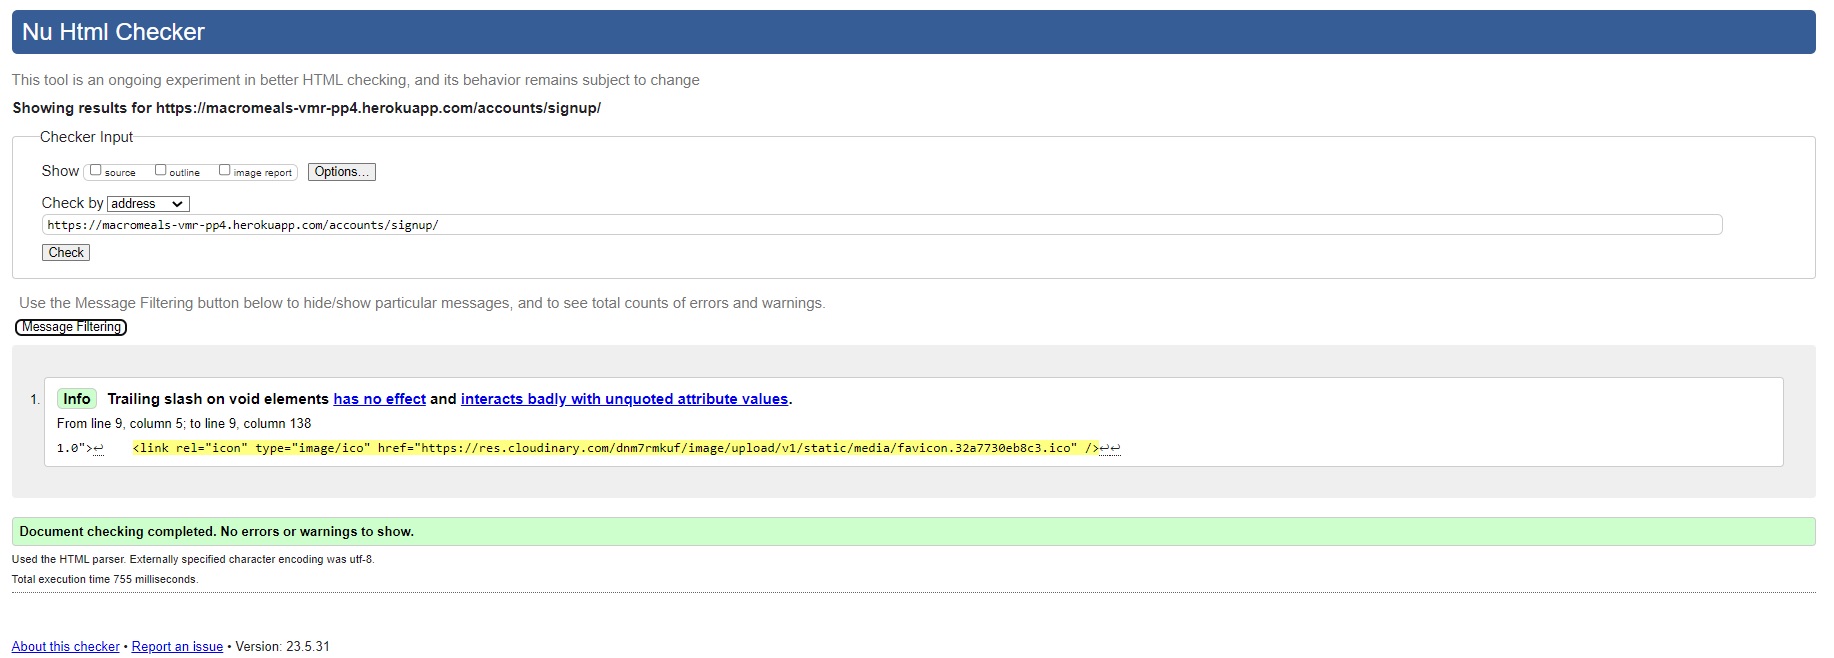 Nu Html Checker
This tool is an ongoing experiment in better HTML checking, and its behavior remains subject to change
Showing results for https://macromeals-vmr-pp4.herokuapp.com/accounts/signup/
Checker Input
Show source outline image report Options...
Check by address
https://macromeals-vmr-pp4.herokuapp.com/accounts/signup/
Check
Use the Message Filtering button below to hide/show particular messages, and to see total counts of errors and warnings.
Message Filtering
1. Info Trailing slash on void elements has no effect and interacts badly with unquoted attribute values.
From line 9, column 5; to line 9, column 138
1.0">↩ <link rel="icon" type="image/ico" href="https://res.cloudinary.com/dnm7rmkuf/image/upload/v1/static/media/favicon.32a7730eb8c3.ico" />↩↩
Document checking completed. No errors or warnings to show.
Used the HTML parser. Externally specified character encoding was utf-8.
Total execution time 755 milliseconds.
About this checker • Report an issue • Version: 23.5.31